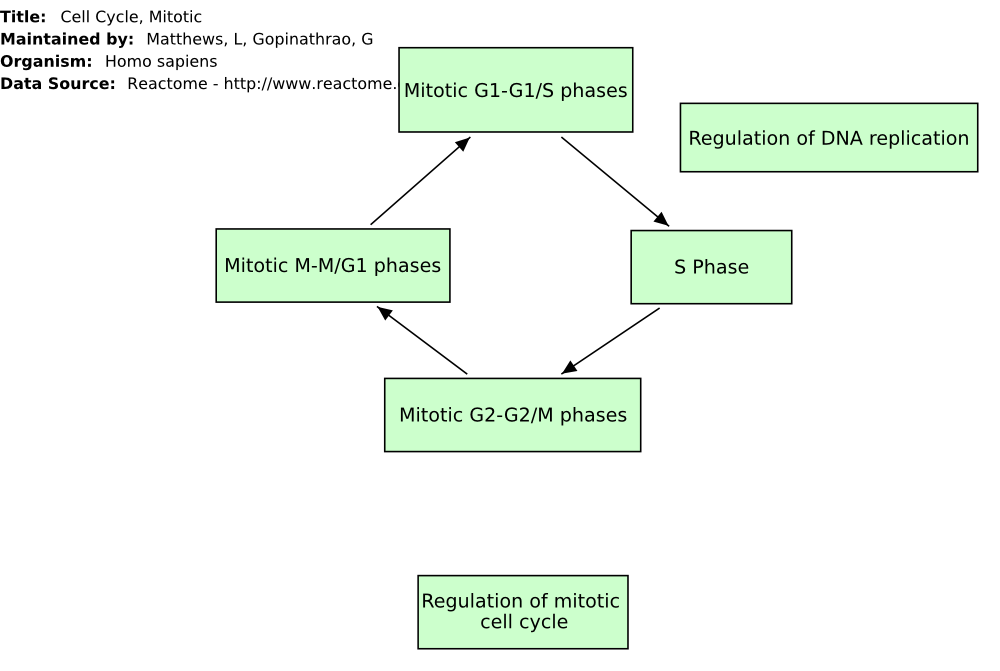 Title: Cell Cycle, Mitotic
Maintained by: Matthews, L, Gopinathrao, G
Organism: Homo sapiens
Data Source: Reactome - http://www.reactome.
Mitotic G1-G1/S phases
Regulation of DNA replication
Mitotic M-M/G1 phases
S Phase
Mitotic G2-G2/M phases
Regulation of mitotic
cell cycle